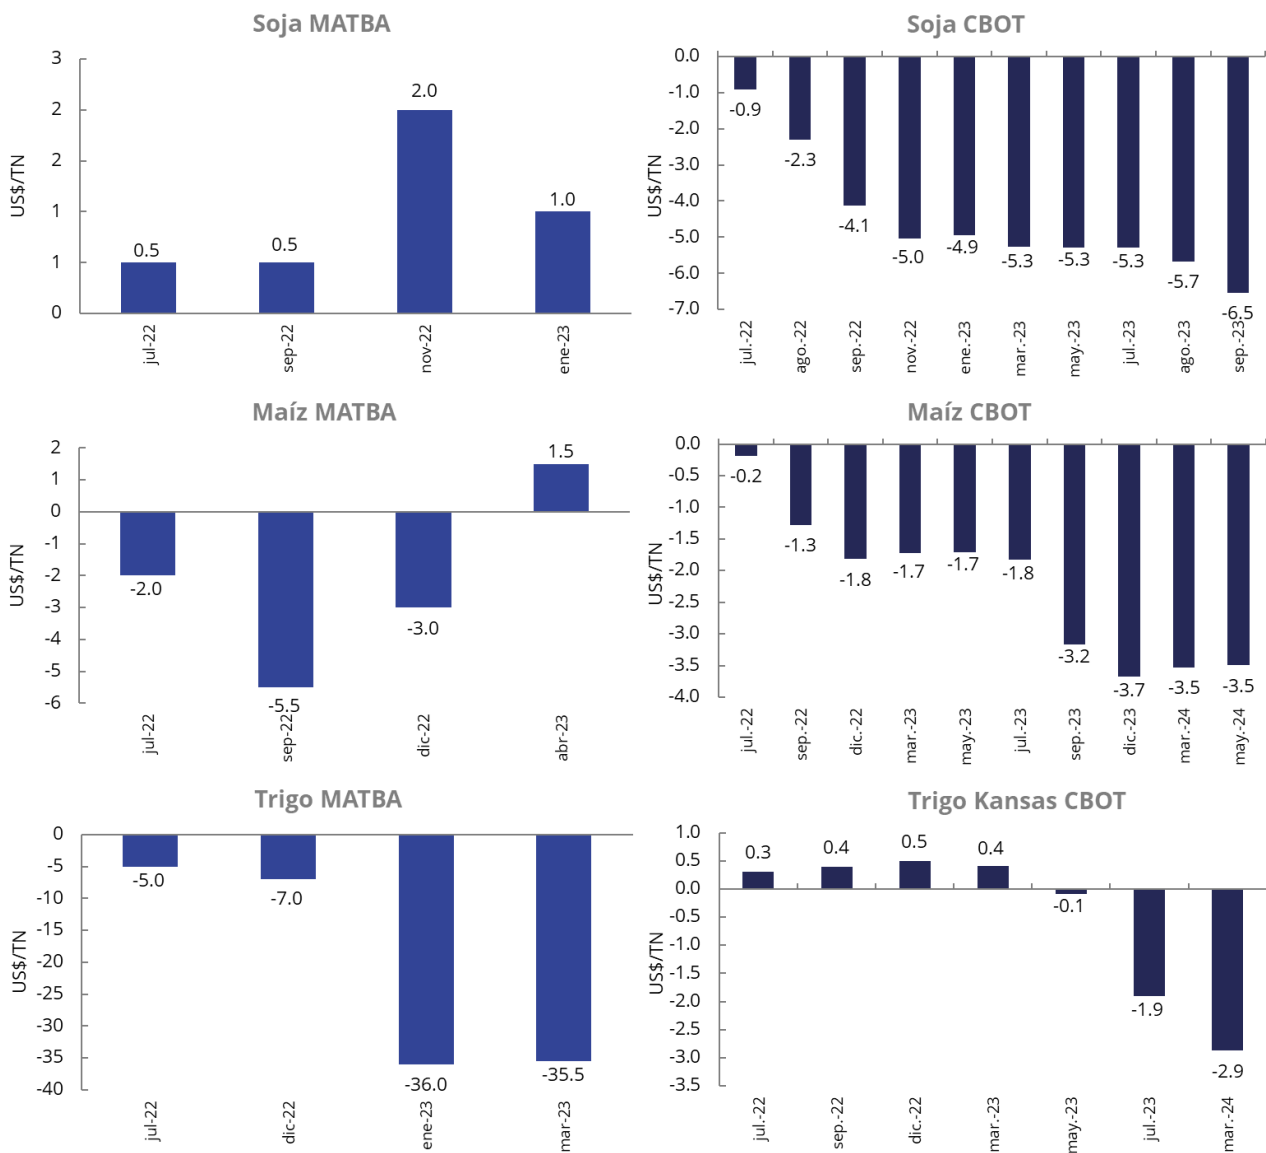 Soja MATBA
US$/TN
3
2
2
1
1
0
0.5
0.5
2.0
1.0
jul-22
sep-22
nov-22
ene-23
Soja CBOT
US$/TN
0.0
-1.0
-2.0
-3.0
-4.0
-5.0
-6.0
-7.0
-0.9
-2.3
-4.1
-5.0
-4.9
-5.3
-5.3
-5.3
-5.7
-6.5
jul.-22
ago.-22
sep.-22
nov.-22
ene.-23
mar.-23
may.-23
jul.-23
ago.-23
sep.-23
Maíz MATBA
US$/TN
2
1
0
-1
-2
-3
-4
-5
-6
-2.0
-5.5
-3.0
1.5
jul-22
sep-22
dic-22
abr-23
Maíz CBOT
US$/TN
0.0
-0.5
-1.0
-1.5
-2.0
-2.5
-3.0
-3.5
-4.0
-0.2
-1.3
-1.8
-1.7
-1.7
-1.8
-3.2
-3.7
-3.5
-3.5
jul.-22
sep.-22
dic.-22
mar.-23
may.-23
jul.-23
sep.-23
dic.-23
mar.-24
may.-24
Trigo MATBA
US$/TN
0
-5
-10
-15
-20
-25
-30
-35
-40
-5.0
-7.0
-36.0
-35.5
jul-22
dic-22
ene-23
mar-23
Trigo Kansas CBOT
US$/TN
1.0
0.5
0.0
-0.5
-1.0
-1.5
-2.0
-2.5
-3.0
-3.5
0.3
0.4
0.5
0.4
-0.1
-1.9
-2.9
jul.-22
sep.-22
dic.-22
mar.-23
may.-23
jul.-23
mar.-24